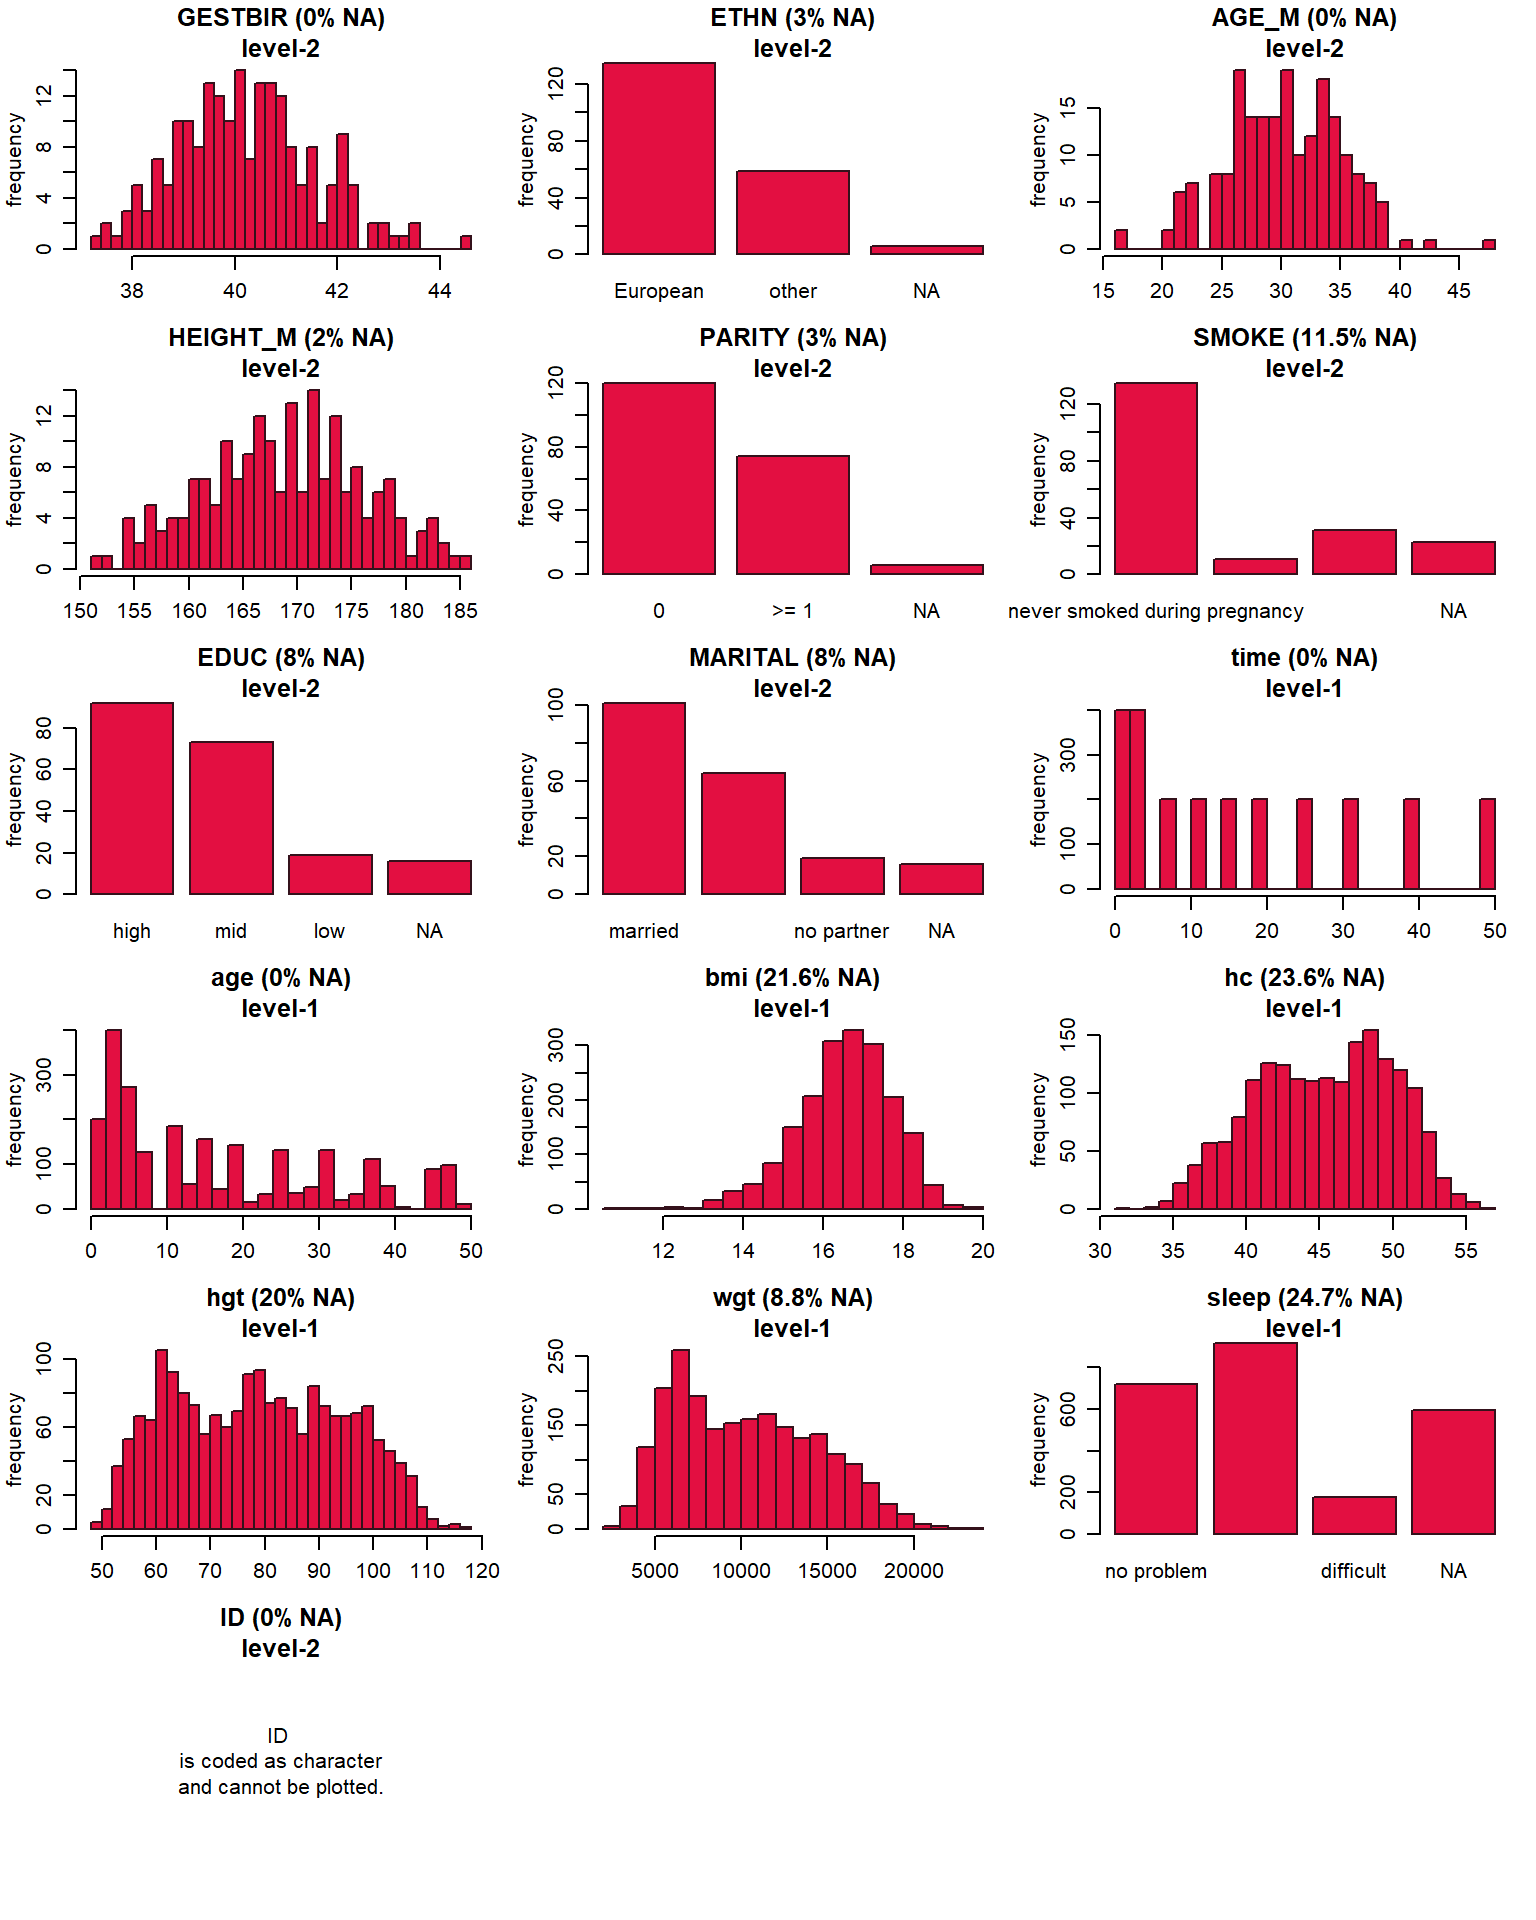 GESTBIR (0% NA)
level-2
frequency
0 4 8 12
38 40 42 44
ETHN (3% NA)
level-2
frequency
0 40 80 120
European other NA
AGE_M (0% NA)
level-2
frequency
0 5 10 15
15 20 25 30 35 40 45
HEIGHT_M (2% NA)
level-2
frequency
0 4 8 12
150 155 160 165 170 175 180 185
PARITY (3% NA)
level-2
frequency
0 40 80 120
0 >= 1 NA
SMOKE (11.5% NA)
level-2
frequency
0 40 80 120
never smoked during pregnancy NA
EDUC (8% NA)
level-2
frequency
0 20 40 60 80
high mid low NA
MARITAL (8% NA)
level-2
frequency
0 20 60 100
married no partner NA
time (0% NA)
level-1
frequency
0 100 300
0 10 20 30 40 50
age (0% NA)
level-1
frequency
0 100 300
0 10 20 30 40 50
bmi (21.6% NA)
level-1
frequency
0 100 200 300
12 14 16 18 20
hc (23.6% NA)
level-1
frequency
0 50 100 150
30 35 40 45 50 55
hgt (20% NA)
level-1
frequency
0 20 60 100
50 60 70 80 90 100 110 120
wgt (8.8% NA)
level-1
frequency
0 50 150 250
5000 10000 15000 20000
sleep (24.7% NA)
level-1
frequency
0 200 600
no problem difficult NA
ID (0% NA)
level-2
ID
is coded as character
and cannot be plotted.